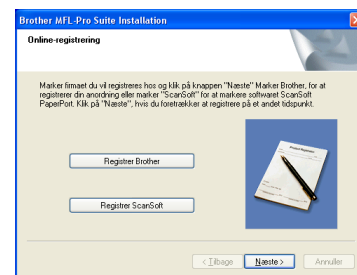 Brother MFL-Pro Suite Installation
Online-registrering
Marker firmaet du vil registreres hos og klik på knappen "Næste" Marker Brother, for at
registrerer din anordning eller marker "ScanSoft" for at markere softwaret ScanSoft
PaperPort. Klik på "Næste", hvis du foretrækker at registrere på et andet tidspunkt.
Registrer Brother
Registrer ScanSoft
< Tilbage
Næste >
Annuller